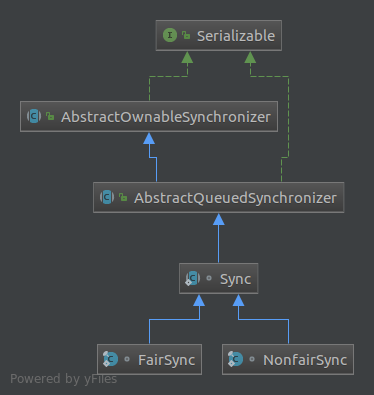 Serializable
AbstractOwnableSynchronizer
AbstractQueuedSynchronizer
Sync
FairSync
NonfairSync
Powered by yFiles